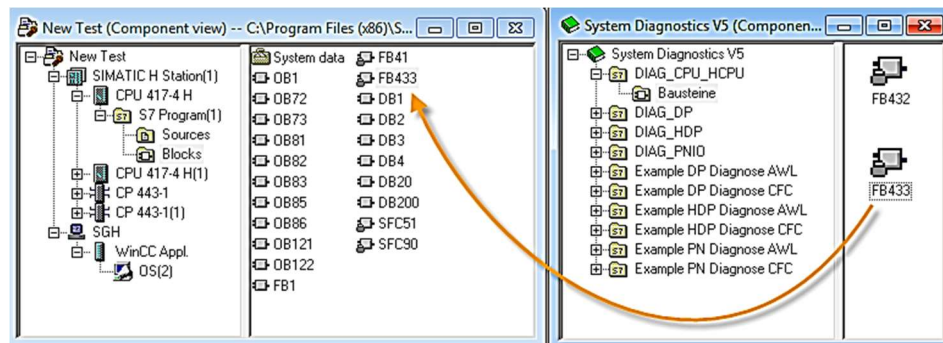 New Test (Component view) -- C:\Program Files (x86)\S...
New Test
SIMATIC H Station(1)
CPU 417-4 H
S7 Program(1)
Sources
Blocks
CPU 417-4 H(1)
CP 443-1
CP 443-1(1)
SGH
WinCC Appl.
OS(2)
System data
OB1
OB72
OB73
OB81
OB82
OB83
OB85
OB86
OB121
OB122
FB1
FB41
FB433
DB1
DB2
DB3
DB4
DB20
DB200
SFC51
SFC90
System Diagnostics V5 (Componen...
System Diagnostics V5
DIAG_CPU_HCPU
Bausteine
DIAG_DP
DIAG_HDP
DIAG_PNIO
Example DP Diagnose AWL
Example DP Diagnose CFC
Example HDP Diagnose AWL
Example HDP Diagnose CFC
Example PN Diagnose AWL
Example PN Diagnose CFC
FB432
FB433